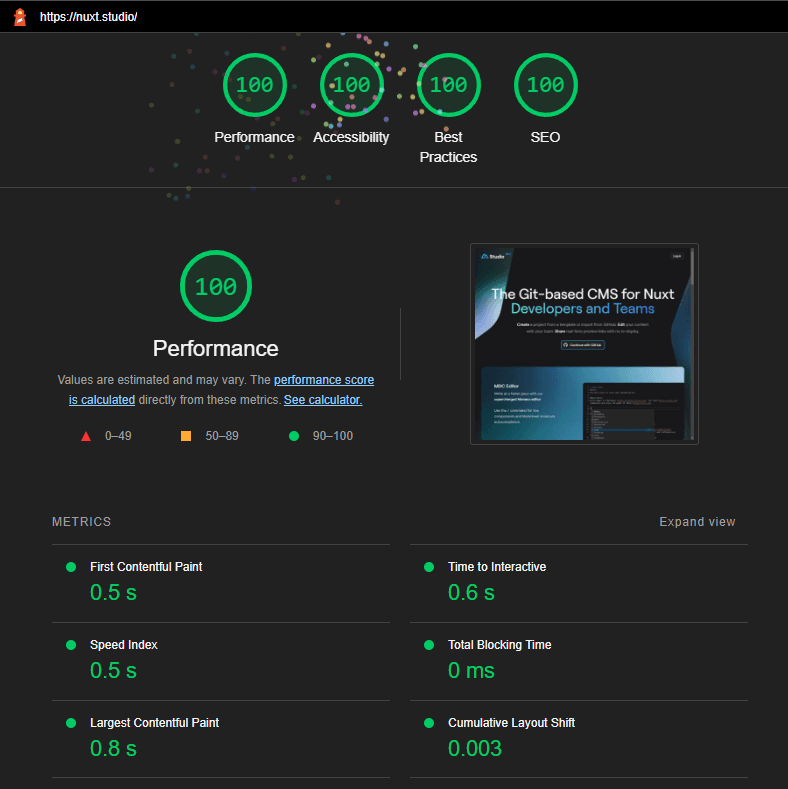 https://nuxt.studio/
100
100
100
100
Performance
Accessibility
Best
Practices
SEO
100
Performance
Values are estimated and may vary. The performance score
is calculated directly from these metrics. See calculator.
0–49
50–89
90–100
Studio
The Git-based CMS for Nuxt
Developers and Teams
Continue with GitHub
MDC Editor
METRICS
Expand view
First Contentful Paint
0.5 s
Time to Interactive
0.6 s
Speed Index
0.5 s
Total Blocking Time
0 ms
Largest Contentful Paint
0.8 s
Cumulative Layout Shift
0.003